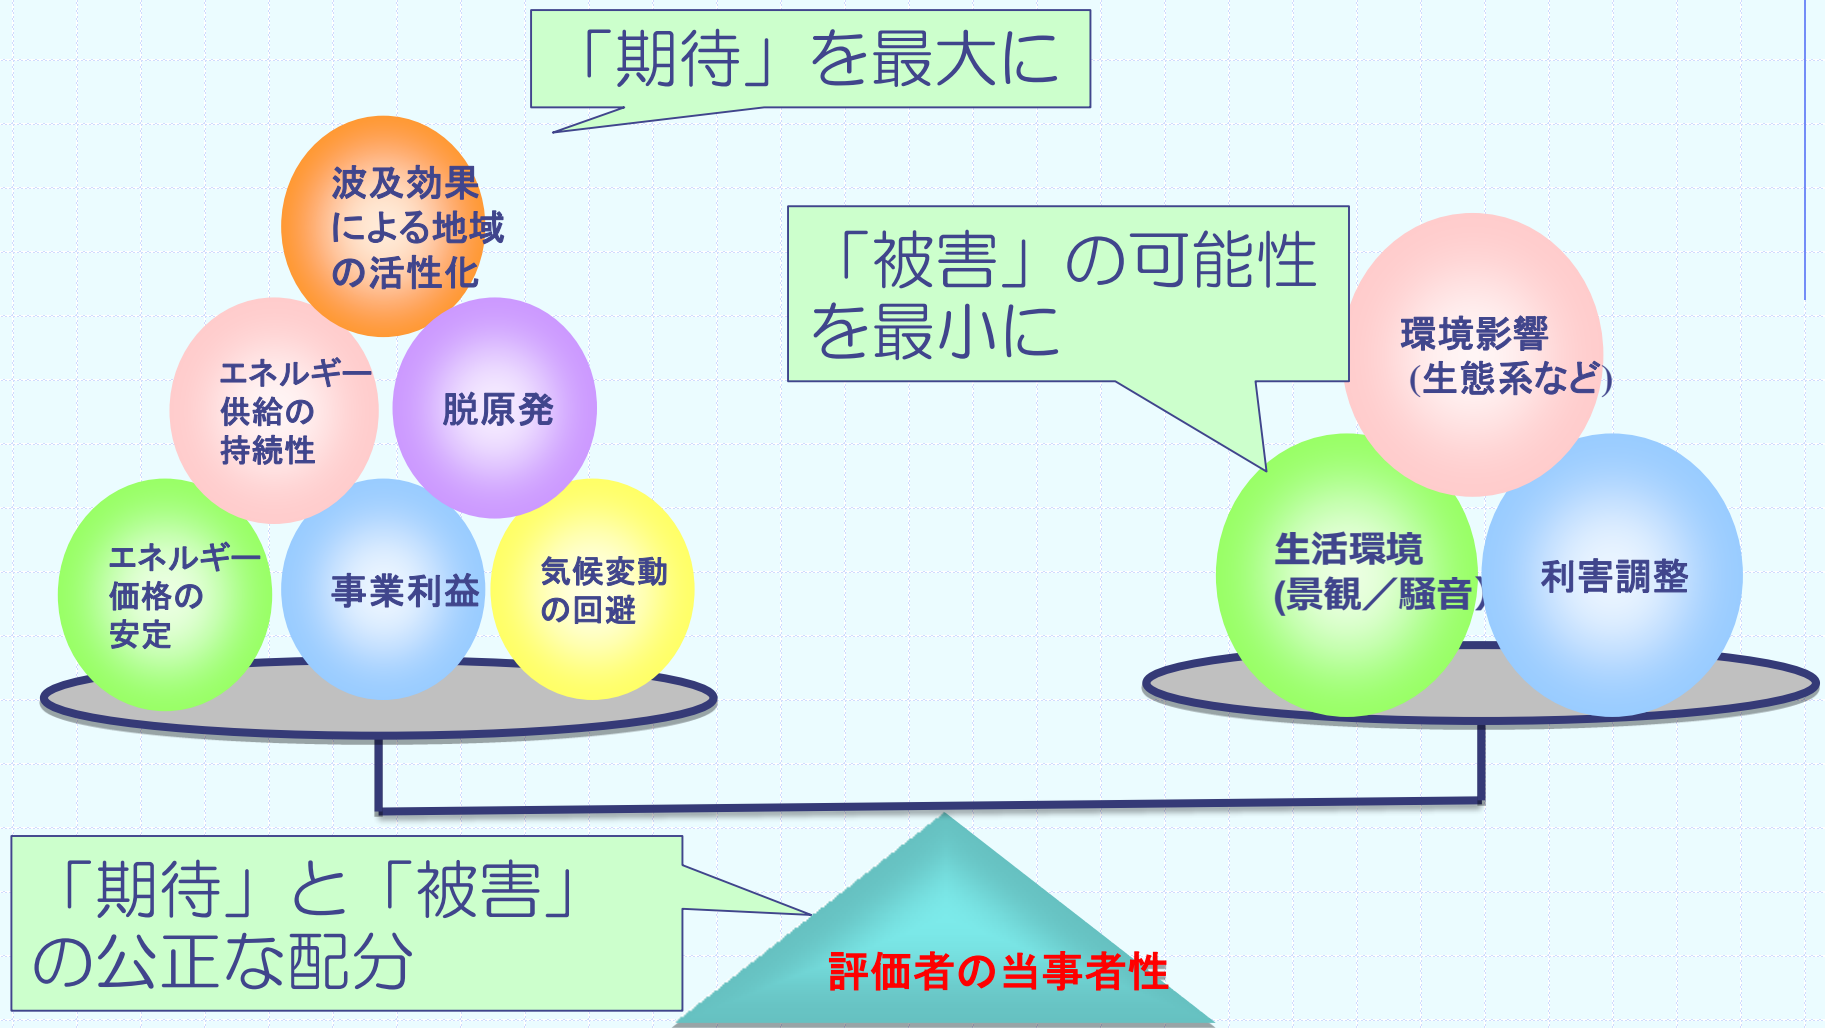 「期待」を最大に
波及効果
による地域
の活性化
エネルギー
供給の
持続性
脱原発
エネルギー
価格の
安定
事業利益
気候変動
の回避
「被害」の可能性
を最小に
環境影響
(生態系など)
生活環境
(景観／騒音)
利害調整
「期待」と「被害」
の公正な配分
評価者の当事者性